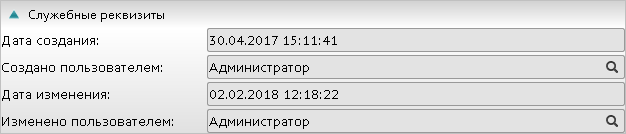 Служебные реквизиты
Дата создания: 30.04.2017 15:11:41
Создано пользователем: Администратор
Дата изменения: 02.02.2018 12:18:22
Изменено пользователем: Администратор